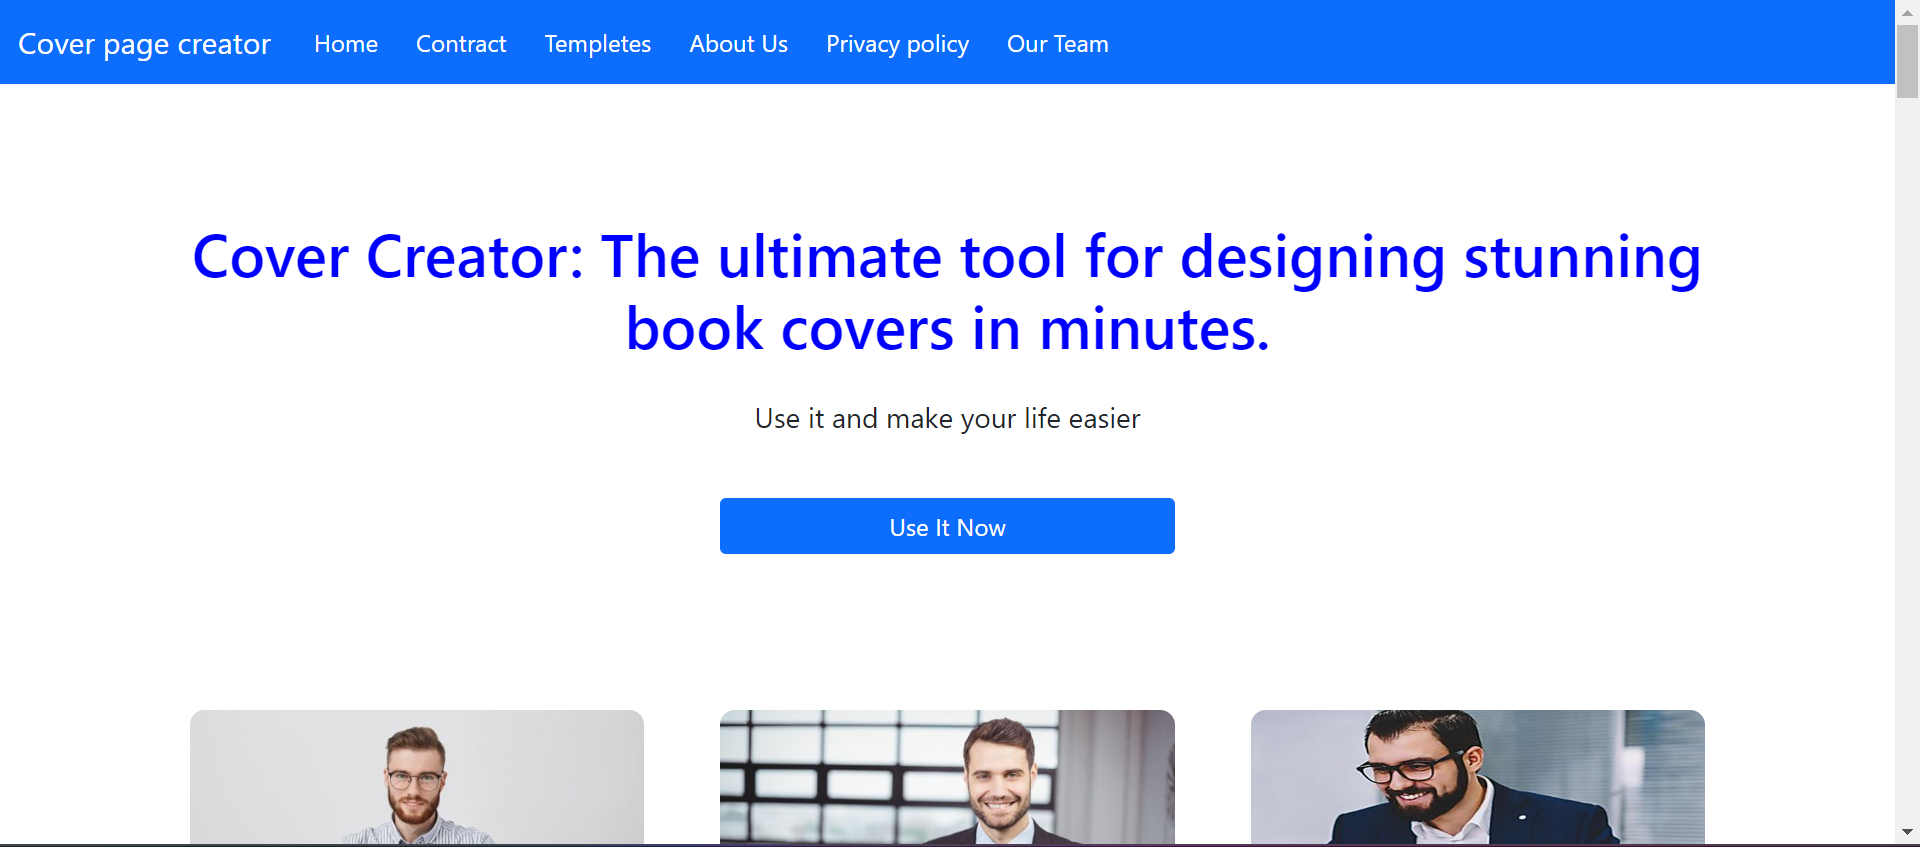 Cover page creator Home Contract Templetes About Us Privacy policy Our Team
Cover Creator: The ultimate tool for designing stunning
book covers in minutes.
Use it and make your life easier
Use It Now